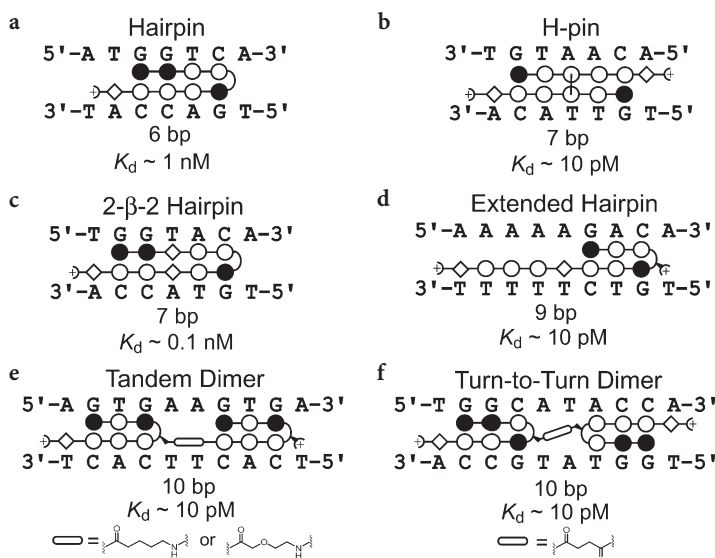 a
Hairpin
5'-A T G G T C A-3'
3'-T A C C A G T-5'
6 bp
Kd ~ 1 nM
b
H-pin
5'-T G T A A C A-3'
3'-A C A T T G T-5'
7 bp
Kd ~ 10 pM
c
2-β-2 Hairpin
5'-T G G T A C A-3'
3'-A C C A T G T-5'
7 bp
Kd ~ 0.1 nM
d
Extended Hairpin
5'-A A A A A G A C A-3'
3'-T T T T T C T G T-5'
9 bp
Kd ~ 10 pM
e
Tandem Dimer
5'-A G T G A A G T G A-3'
3'-T C A C T T C A C T-5'
10 bp
Kd ~ 10 pM
= O N H or O O N H
f
Turn-to-Turn Dimer
5'-T G G C A T A C C A-3'
3'-A C C G T A T G G T-5'
10 bp
Kd ~ 10 pM
= O